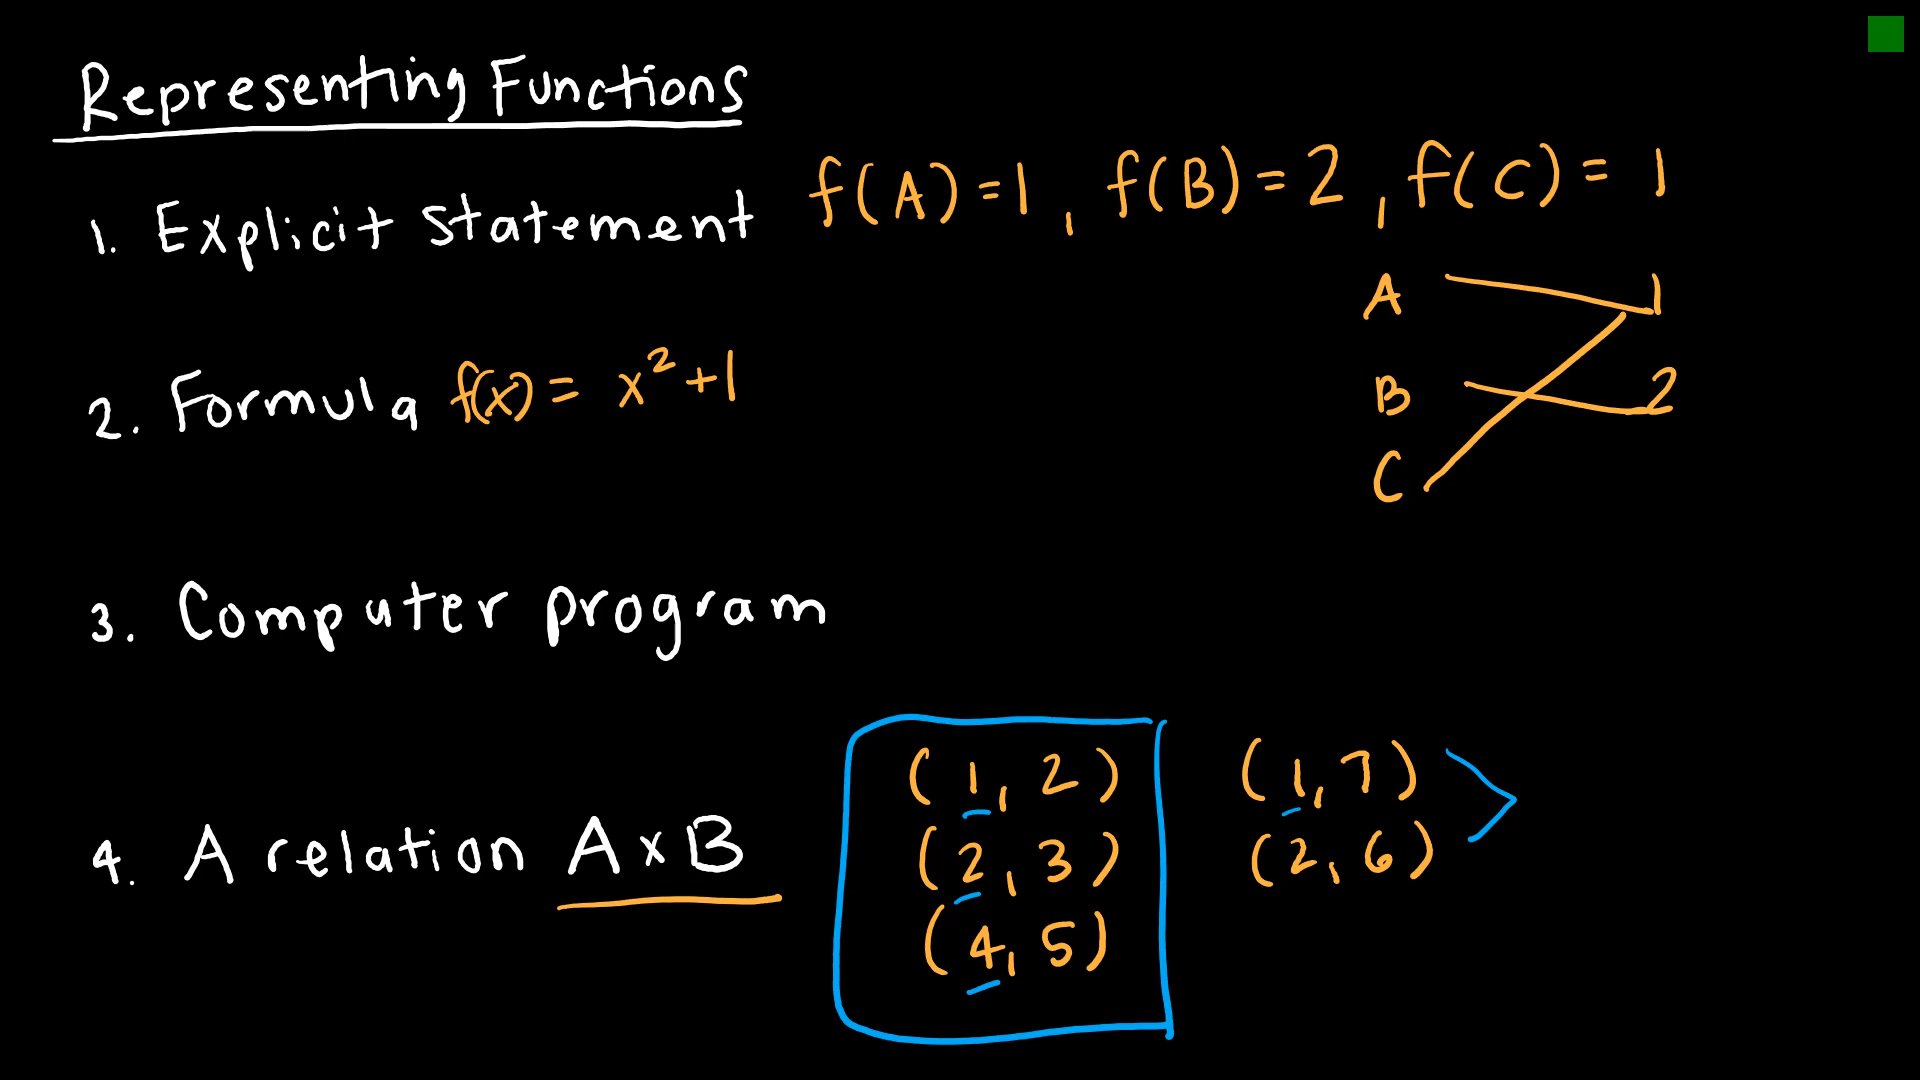 Representing Functions
1. Explicit statement f(A)=1, f(B)=2, f(C)=1
A 1
B 2
C
2. Formula f(x) = x²+1
3. Computer program
4. A relation A×B
(1, 2) (1, 7)
(2, 3) (2, 6)
(4, 5)